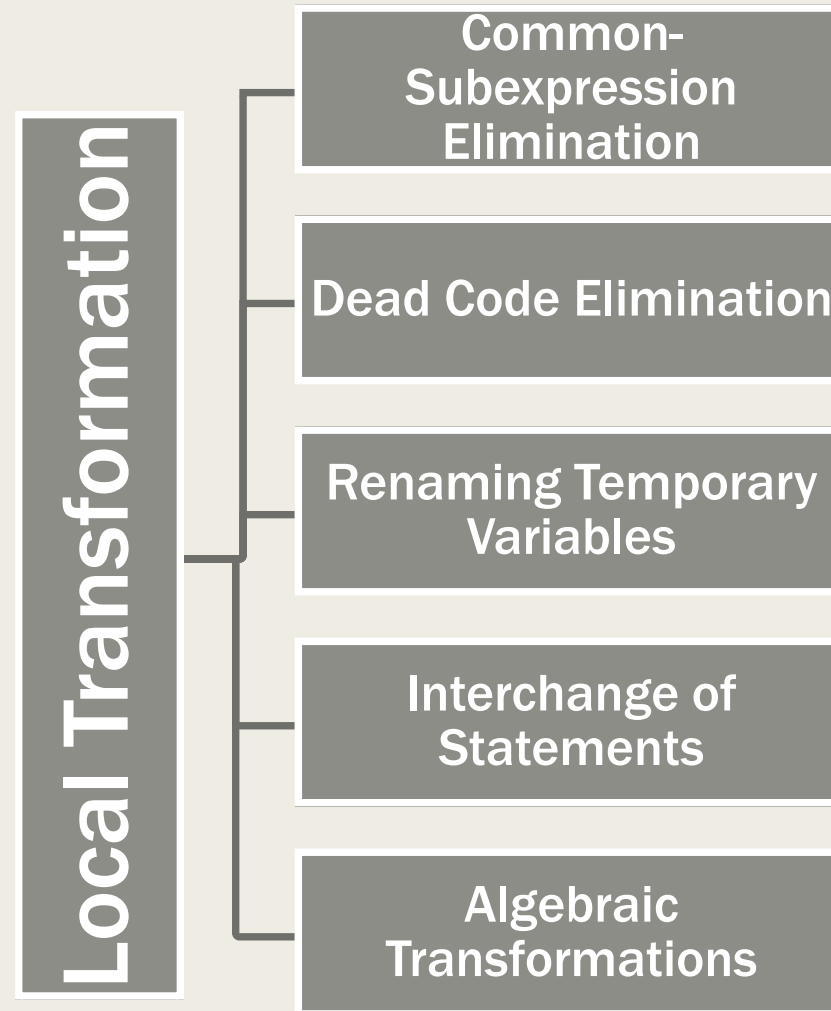 Local Transformation
Common-
Subexpression
Elimination
Dead Code Elimination
Renaming Temporary
Variables
Interchange of
Statements
Algebraic
Transformations